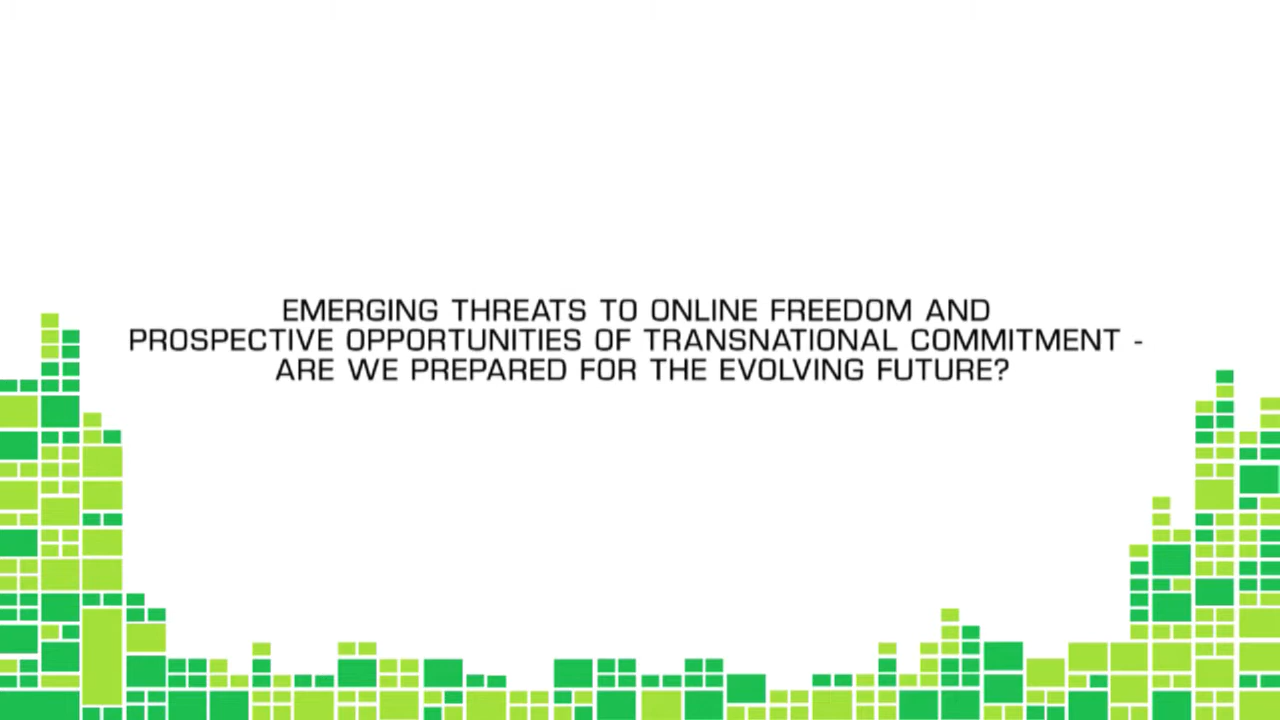 EMERGING THREATS TO ONLINE FREEDOM AND
PROSPECTIVE OPPORTUNITIES OF TRANSNATIONAL COMMITMENT -
ARE WE PREPARED FOR THE EVOLVING FUTURE?